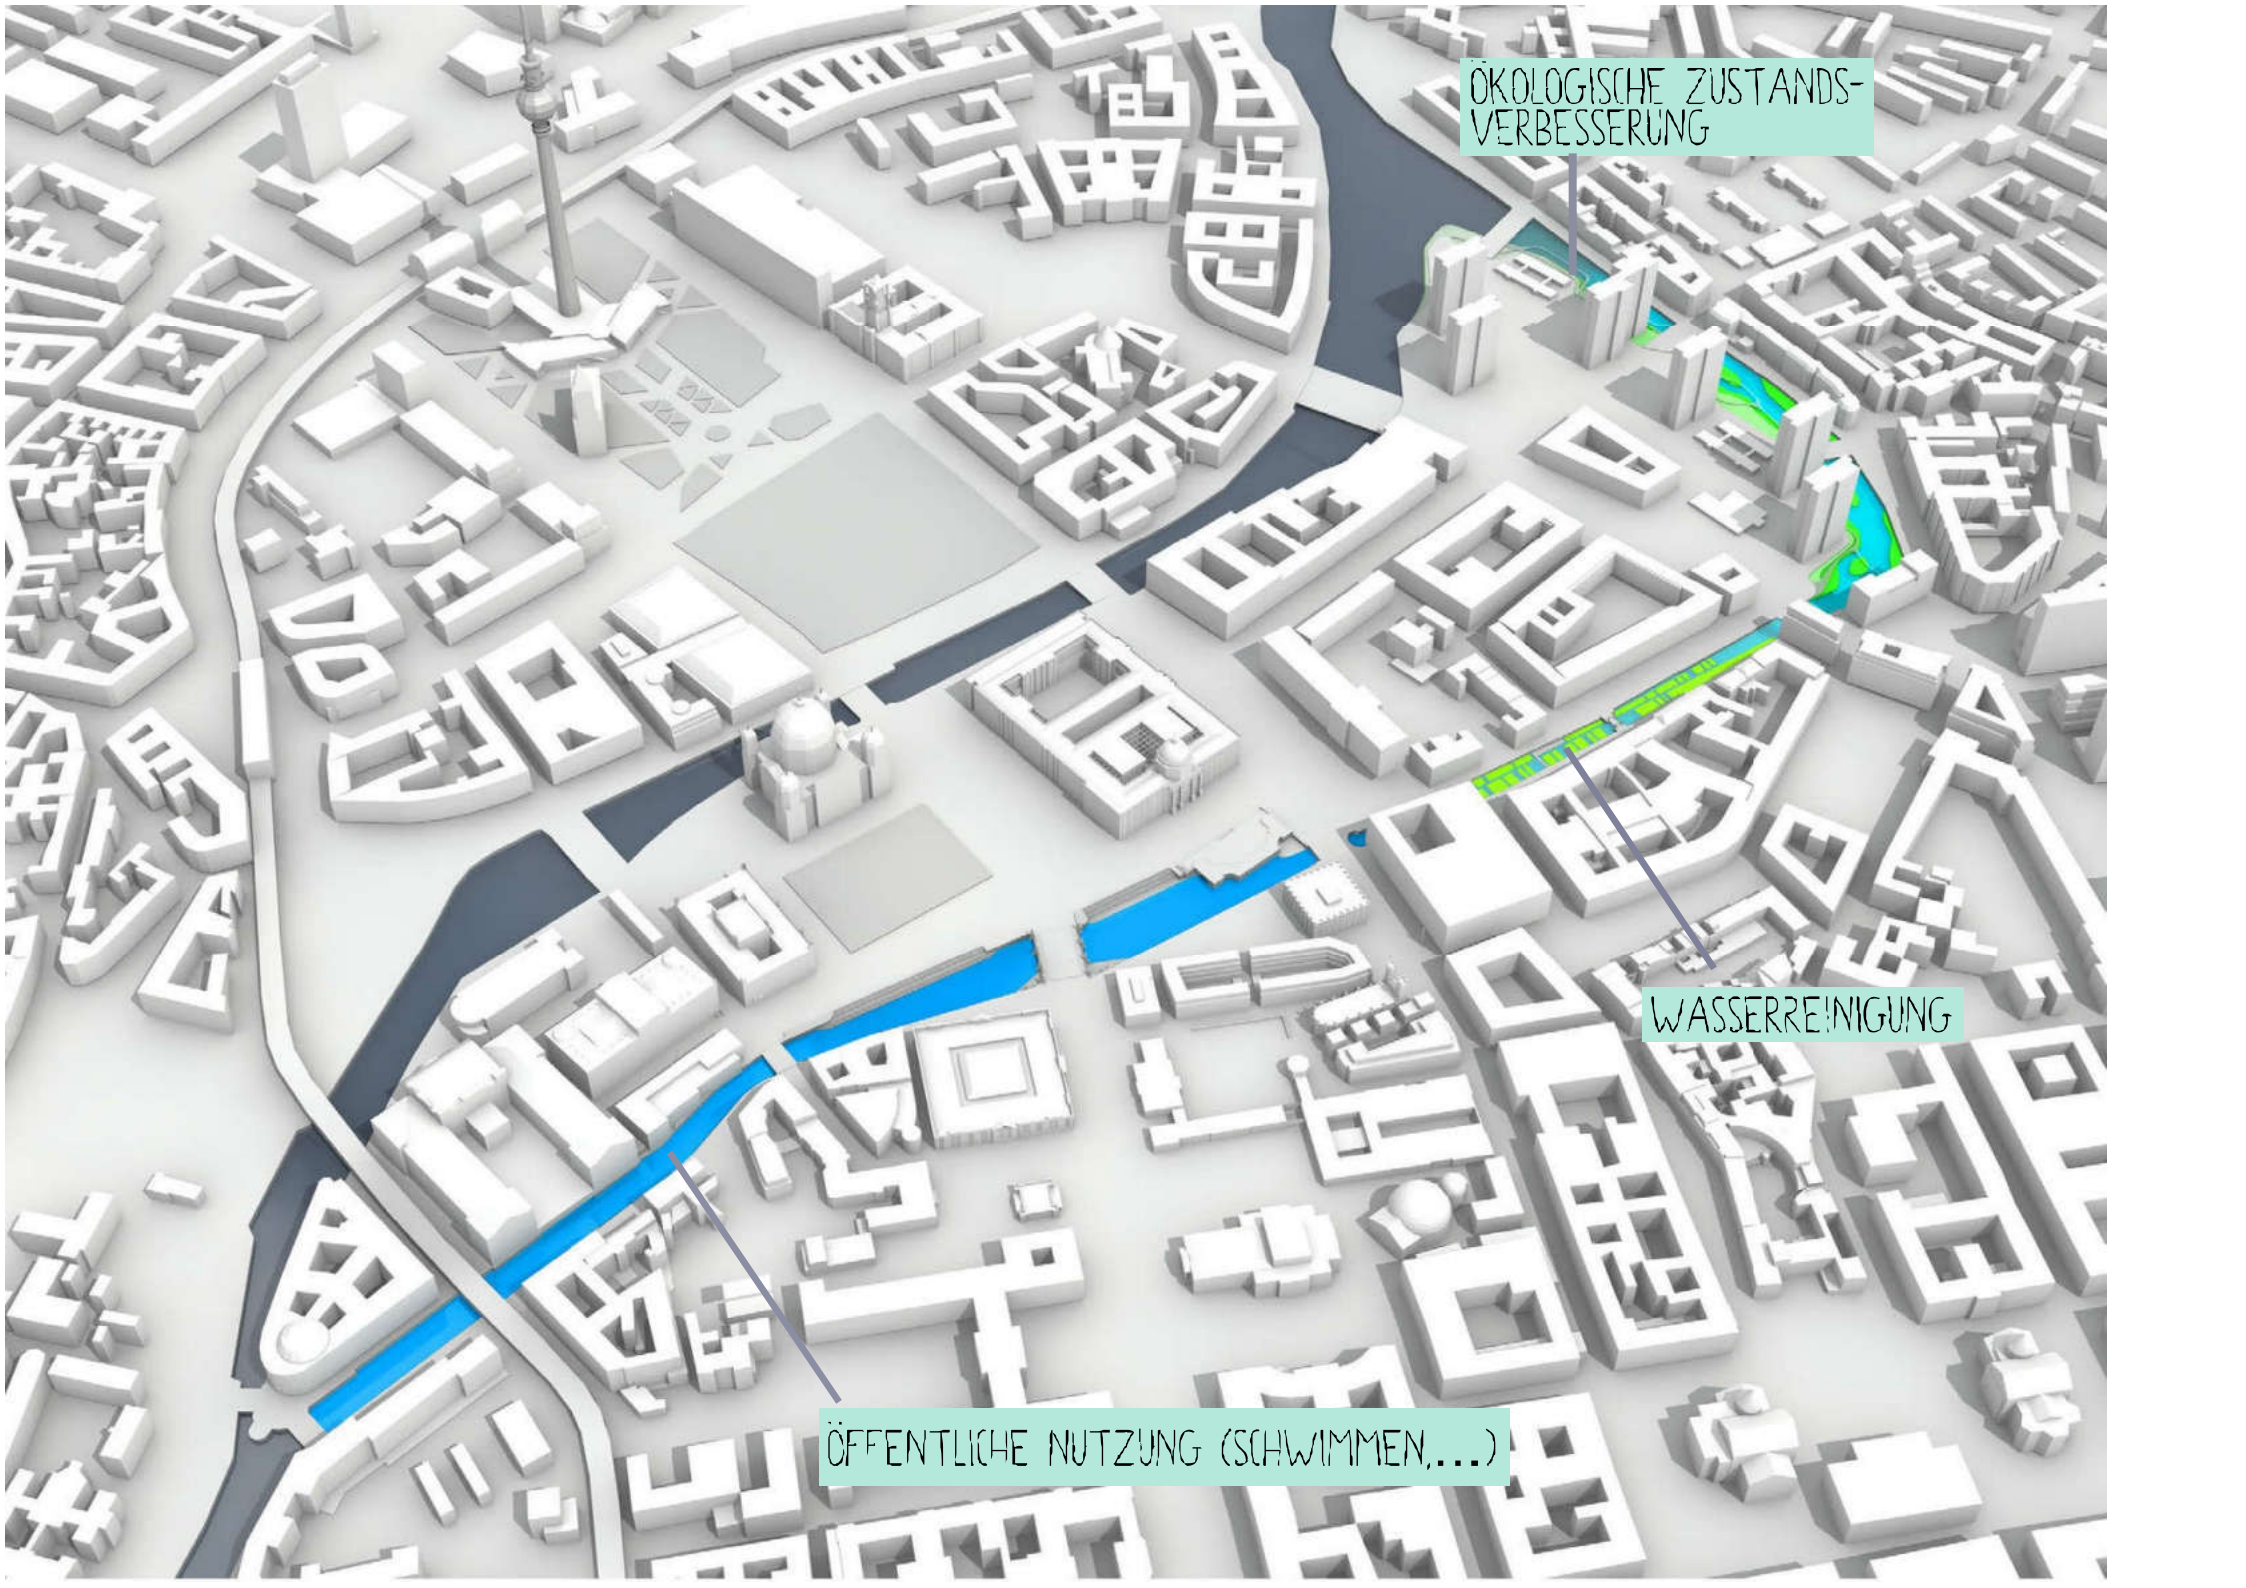 ÖKOLOGISCHE ZUSTANDS-
VERBESSERUNG
WASSERREINIGUNG
ÖFFENTLICHE NUTZUNG (SCHWIMMEN,...)